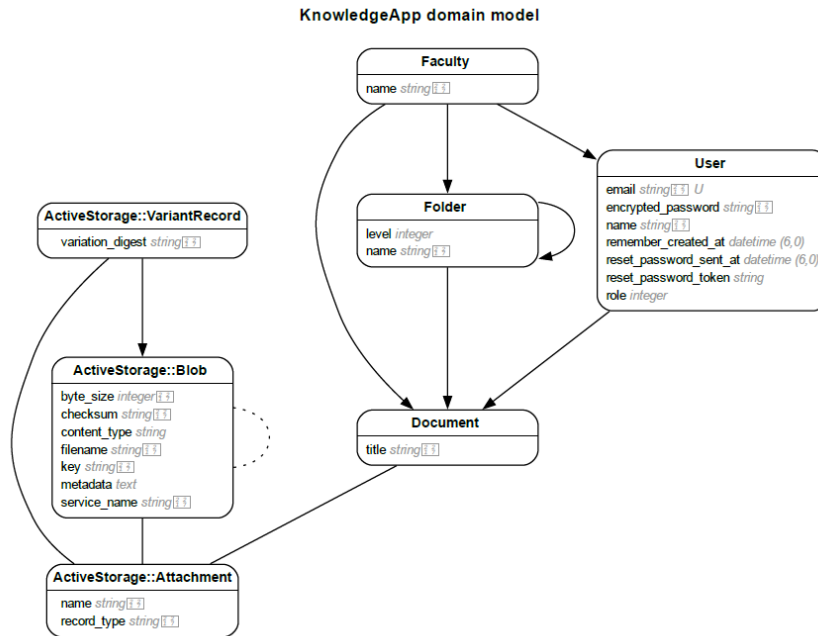 KnowledgeApp domain model
Faculty
name string
User
email string U
encrypted_password string
name string
remember_created_at datetime (6,0)
reset_password_sent_at datetime (6,0)
reset_password_token string
role integer
Folder
level integer
name string
ActiveStorage::VariantRecord
variation_digest string
ActiveStorage::Blob
byte_size integer
checksum string
content_type string
filename string
key string
metadata text
service_name string
Document
title string
ActiveStorage::Attachment
name string
record_type string